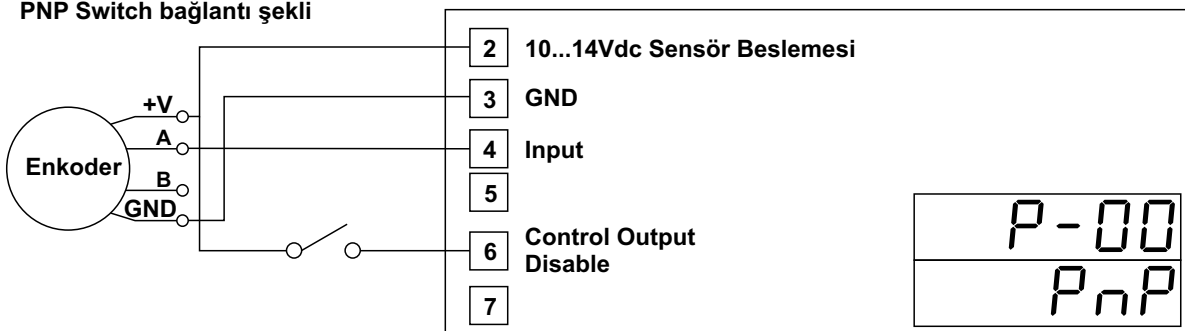 PNP Switch bağlantı şekli
2 10...14Vdc Sensör Beslemesi
+V
3 GND
A
4 Input
Enkoder
B
5
GND
6 Control Output
Disable
7
P-00
PnP